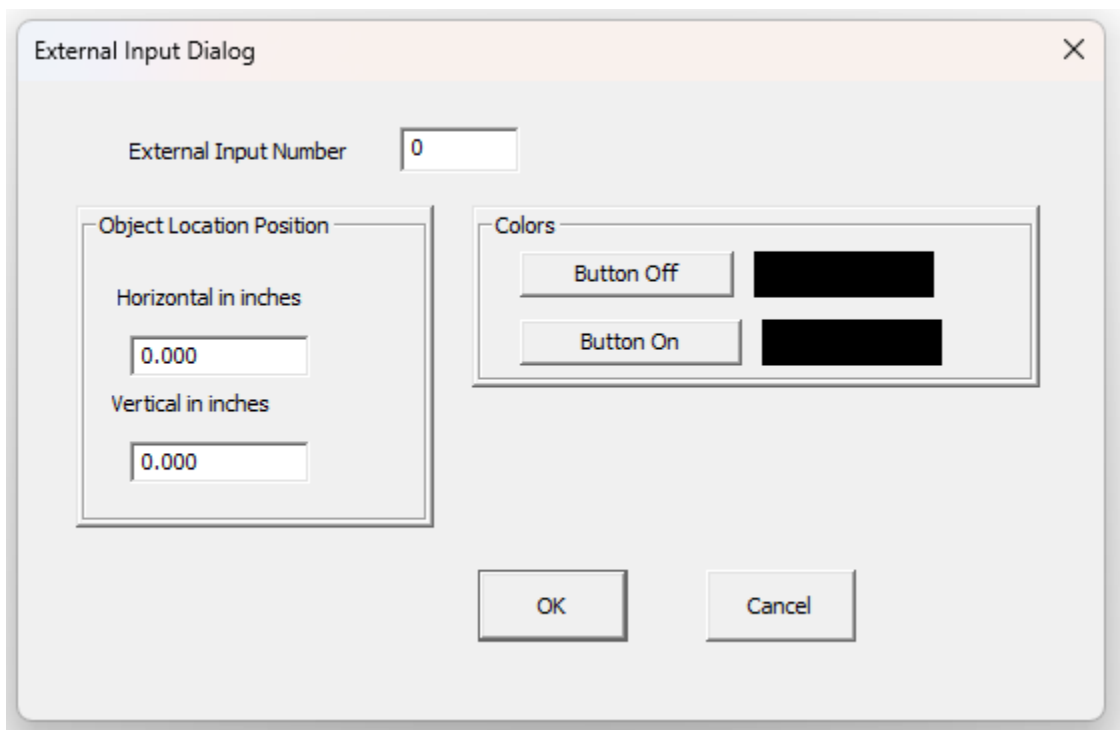 External Input Dialog
External Input Number 0
Object Location Position
Horizontal in inches
0.000
Vertical in inches
0.000
Colors
Button Off
Button On
OK Cancel